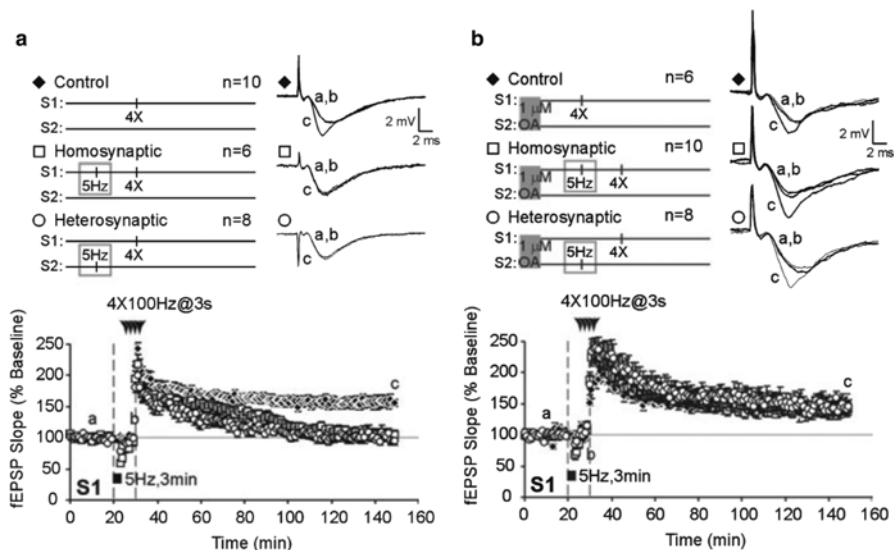 a
Control n=10
S1:
4X
S2:
Homosynaptic n=6
S1:
5Hz 4X
S2:
Heterosynaptic n=8
S1:
4X
5Hz
S2:
a,b
c
2 mV
2 ms
a,b
c
a,b
c
4X100Hz@3s
fEPSP Slope (% Baseline)
250
200
150
100
50
0
a
b
c
S1
5Hz,3min
0 20 40 60 80 100 120 140 160
Time (min)
b
Control n=6
S1:
1 µM
4X
S2: OA
Homosynaptic n=10
S1:
1 µM
5Hz 4X
S2: OA
Heterosynaptic n=8
S1:
1 µM
4X
5Hz
S2: OA
a,b
c
2 mV
2 ms
a,b
c
a,b
c
4X100Hz@3s
fEPSP Slope (% Baseline)
250
200
150
100
50
0
a
b
c
S1
5Hz,3min
0 20 40 60 80 100 120 140 160
Time (min)